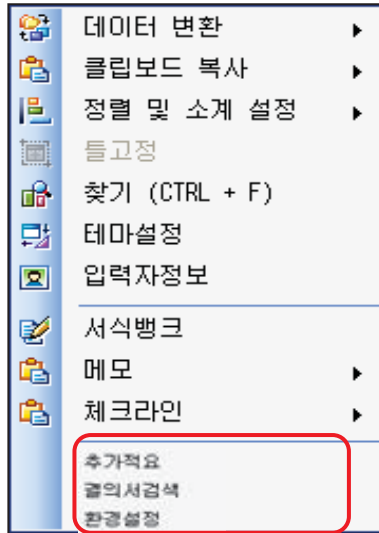 데이터 변환
클립보드 복사
정렬 및 소계 설정
틀고정
찾기 (CTRL + F)
테마설정
입력자정보
서식뱅크
메모
체크라인
추가적요
결의서검색
환경설정